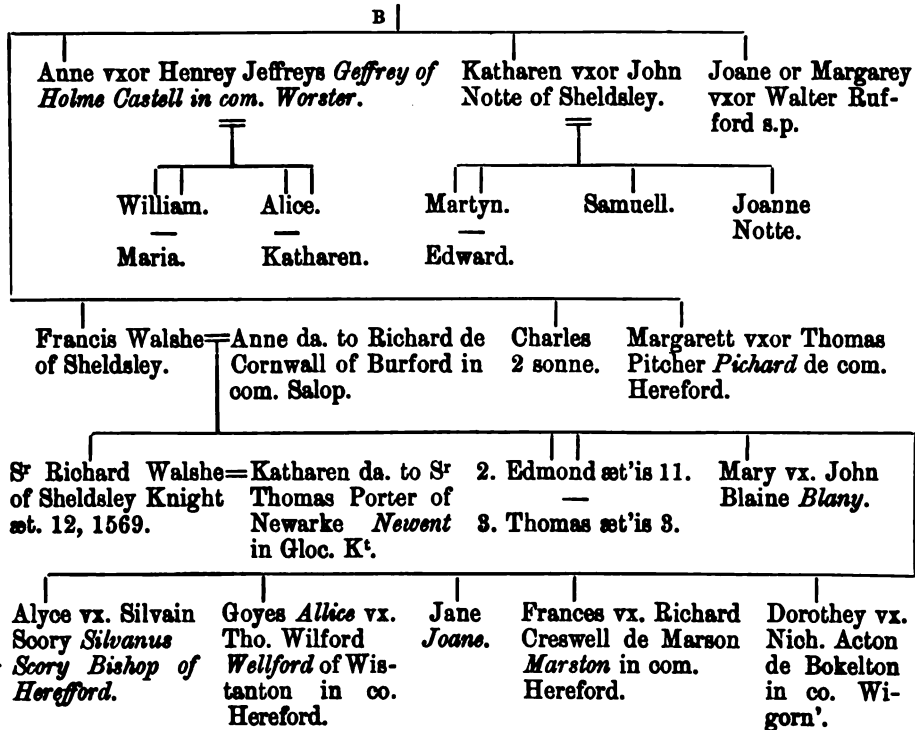 B
Anne vxor Henrey Jeffreys Geffrey of
Holme Castell in com. Worster.
Katharen vxor John
Notte of Sheldsley.
Joane or Margarey
vxor Walter Ruf-
ford s.p.
William.
—
Maria.
Alice.
—
Katharen.
Martyn.
—
Edward.
Samuell.
Joanne
Notte.
Francis Walshe=
of Sheldsley.
Anne da. to Richard de
Cornwall of Burford in
com. Salop.
Charles
2 sonne.
Margarett vxor Thomas
Pitcher Pichard de com.
Hereford.
Sr Richard Walshe=
of Sheldsley Knight
æt. 12, 1569.
Katharen da. to Sr
Thomas Porter of
Newarke Newent
in Gloc. Kt.
2. Edmond æt'is 11.
—
3. Thomas æt'is 3.
Mary vx. John
Blaine Blany.
Alyce vx. Silvain
Scory Silvanus
Scory Bishop of
Herefford.
Goyes Allice vx.
Tho. Wilford
Wellford of Wis-
tanton in co.
Hereford.
Jane
Joane.
Frances vx. Richard
Creswell de Marson
Marston in com.
Hereford.
Dorothey vx.
Nich. Acton
de Bokelton
in co. Wi-
gorn'.